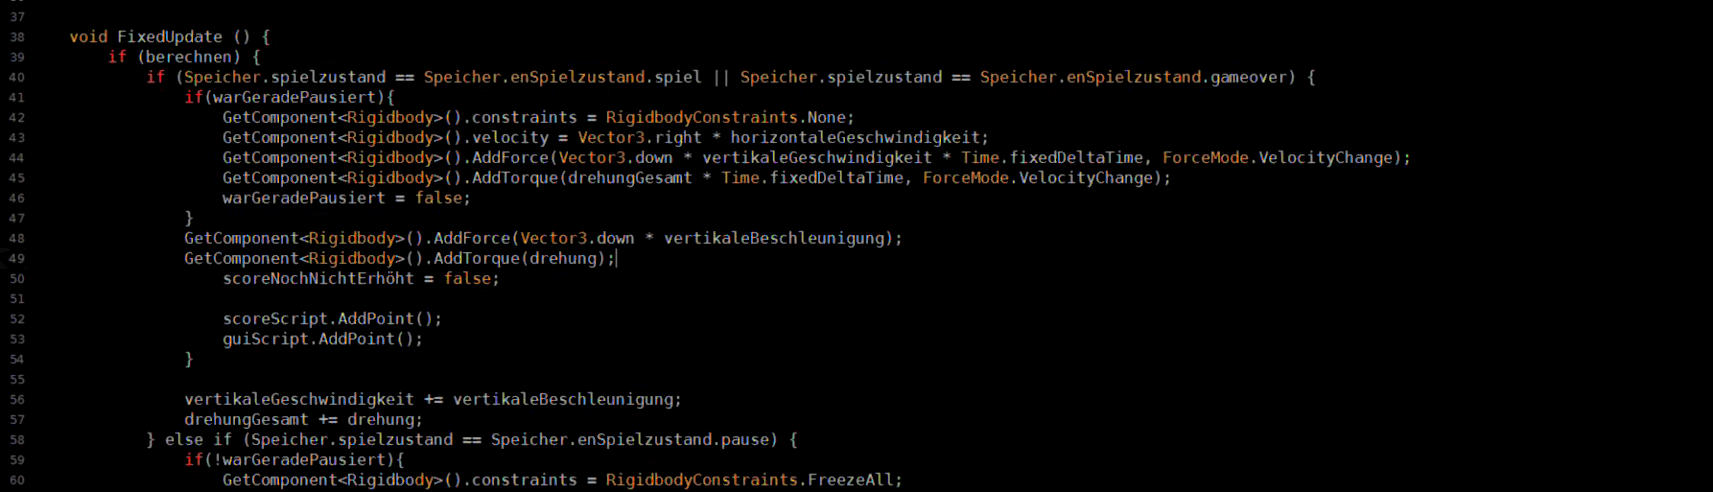 37
38 void FixedUpdate () {
39 if (berechnen) {
40 if (Speicher.spielzustand == Speicher.enSpielzustand.spiel || Speicher.spielzustand == Speicher.enSpielzustand.gameover) {
41 if(warGeradePausiert){
42 GetComponent<Rigidbody>().constraints = RigidbodyConstraints.None;
43 GetComponent<Rigidbody>().velocity = Vector3.right * horizontaleGeschwindigkeit;
44 GetComponent<Rigidbody>().AddForce(Vector3.down * vertikaleGeschwindigkeit * Time.fixedDeltaTime, ForceMode.VelocityChange);
45 GetComponent<Rigidbody>().AddTorque(drehungGesamt * Time.fixedDeltaTime, ForceMode.VelocityChange);
46 warGeradePausiert = false;
47 }
48 GetComponent<Rigidbody>().AddForce(Vector3.down * vertikaleBeschleunigung);
49 GetComponent<Rigidbody>().AddTorque(drehung);
50 scoreNochNichtErhöht = false;
51
52 scoreScript.AddPoint();
53 guiScript.AddPoint();
54 }
55
56 vertikaleGeschwindigkeit += vertikaleBeschleunigung;
57 drehungGesamt += drehung;
58 } else if (Speicher.spielzustand == Speicher.enSpielzustand.pause) {
59 if(!warGeradePausiert){
60 GetComponent<Rigidbody>().constraints = RigidbodyConstraints.FreezeAll;